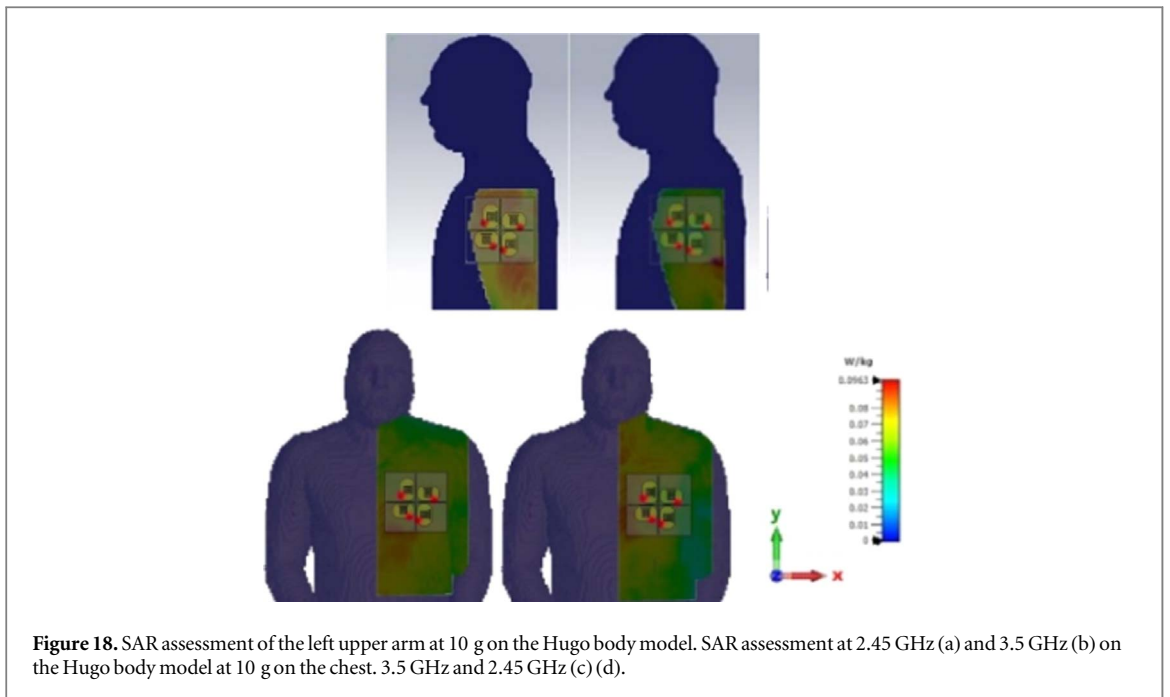 W/kg
0.0963
0.08
0.07
0.06
0.05
0.04
0.03
0.02
0.01
0
y
x
Figure 18. SAR assessment of the left upper arm at 10 g on the Hugo body model. SAR assessment at 2.45 GHz (a) and 3.5 GHz (b) on
the Hugo body model at 10 g on the chest. 3.5 GHz and 2.45 GHz (c) (d).